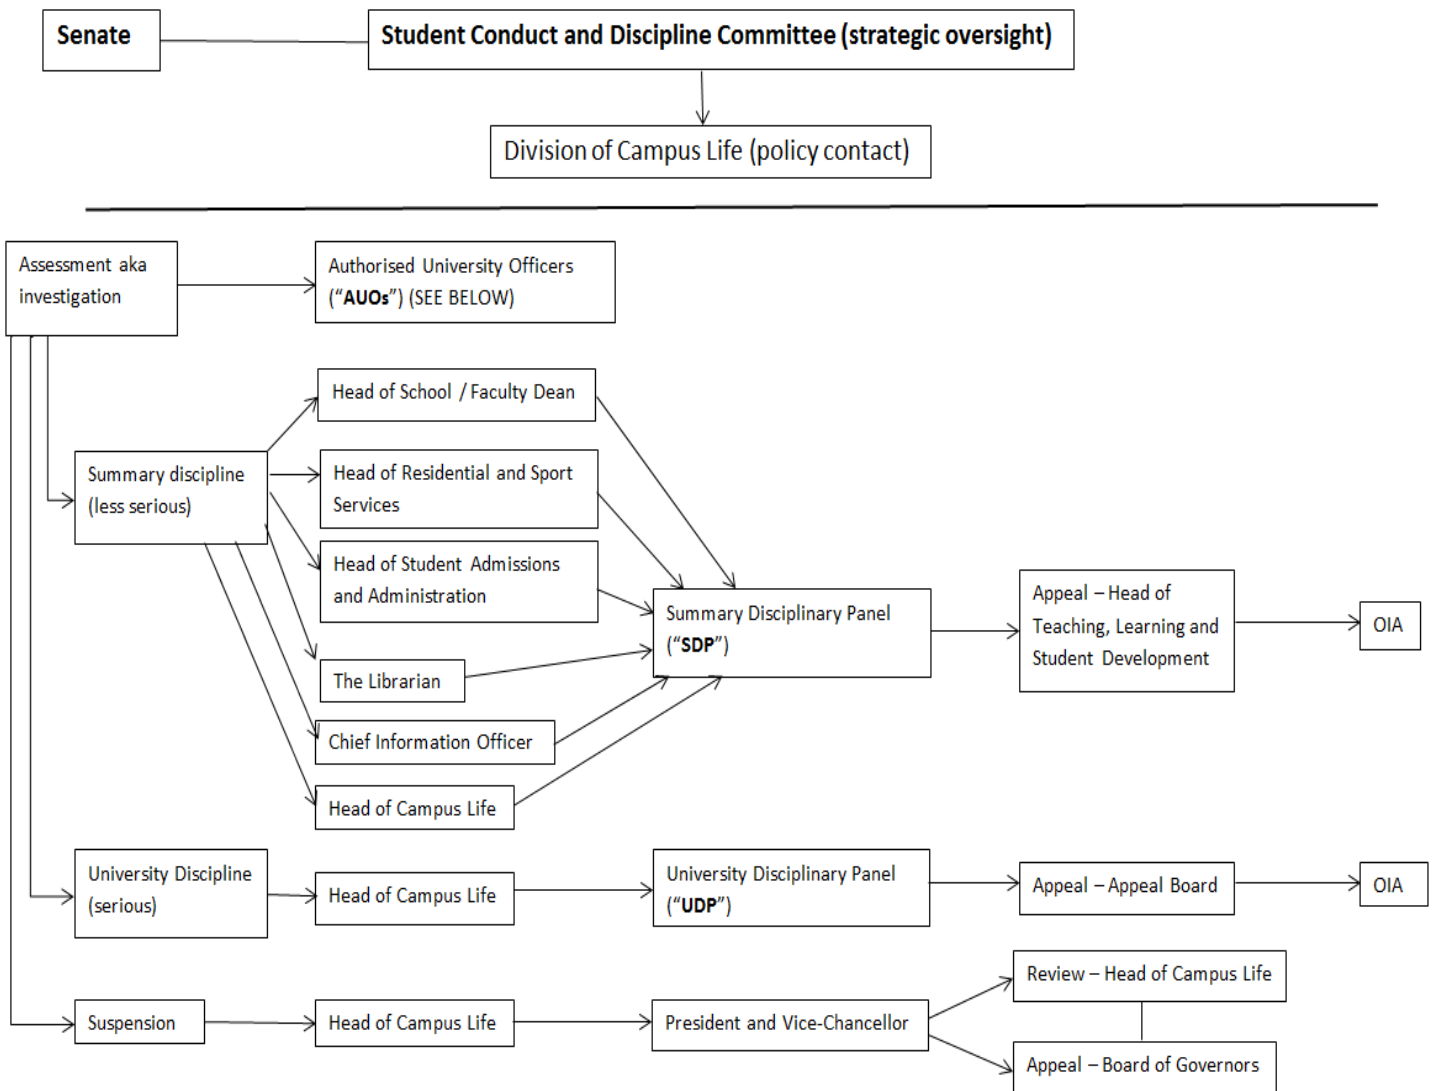 Senate
Student Conduct and Discipline Committee (strategic oversight)
Division of Campus Life (policy contact)
Assessment aka
investigation
Authorised University Officers
(“AUOs”) (SEE BELOW)
Head of School / Faculty Dean
Summary discipline
(less serious)
Head of Residential and Sport
Services
Head of Student Admissions
and Administration
The Librarian
Chief Information Officer
Head of Campus Life
Summary Disciplinary Panel
(“SDP”)
Appeal – Head of
Teaching, Learning and
Student Development
OIA
University Discipline
(serious)
Head of Campus Life
University Disciplinary Panel
(“UDP”)
Appeal – Appeal Board
OIA
Suspension
Head of Campus Life
President and Vice-Chancellor
Review – Head of Campus Life
Appeal – Board of Governors